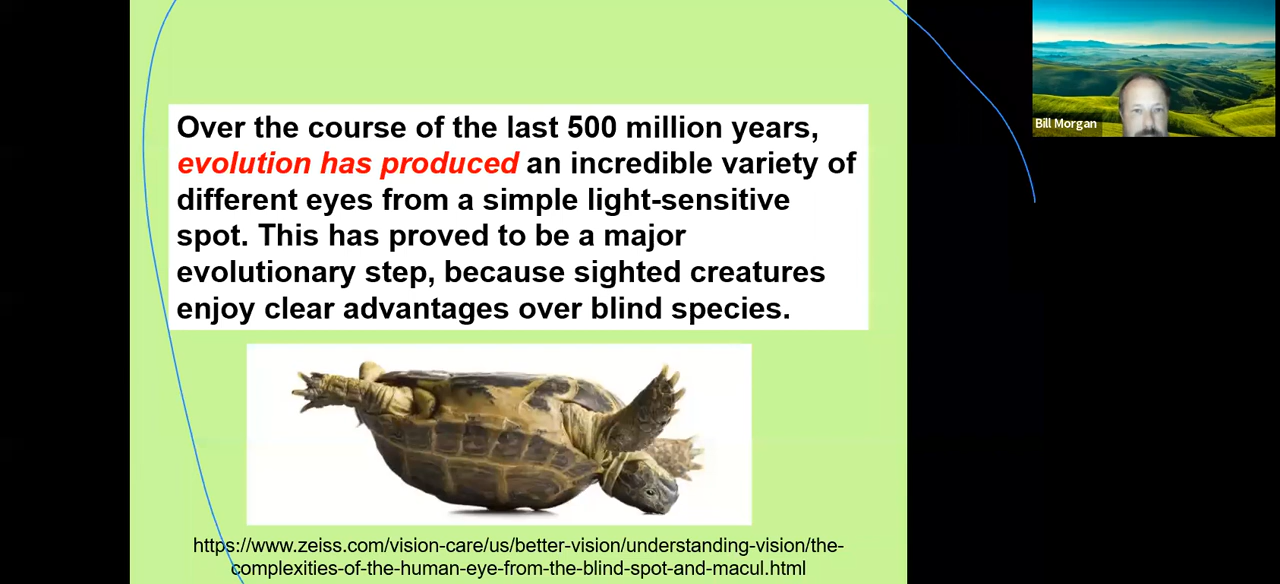 Over the course of the last 500 million years,
evolution has produced an incredible variety of
different eyes from a simple light-sensitive
spot. This has proved to be a major
evolutionary step, because sighted creatures
enjoy clear advantages over blind species.
https://www.zeiss.com/vision-care/us/better-vision/understanding-vision/the-
complexities-of-the-human-eye-from-the-blind-spot-and-macul.html
Bill Morgan